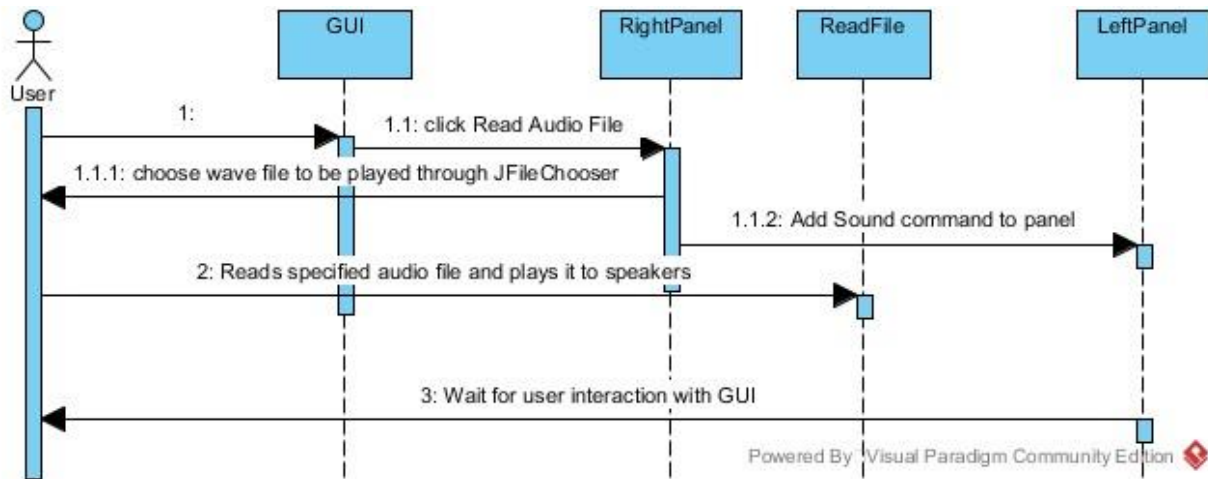 GUI
RightPanel
ReadFile
LeftPanel
User
1:
1.1: click Read Audio File
1.1.1: choose wave file to be played through JFileChooser
1.1.2: Add Sound command to panel
2: Reads specified audio file and plays it to speakers
3: Wait for user interaction with GUI
Powered By Visual Paradigm Community Edition